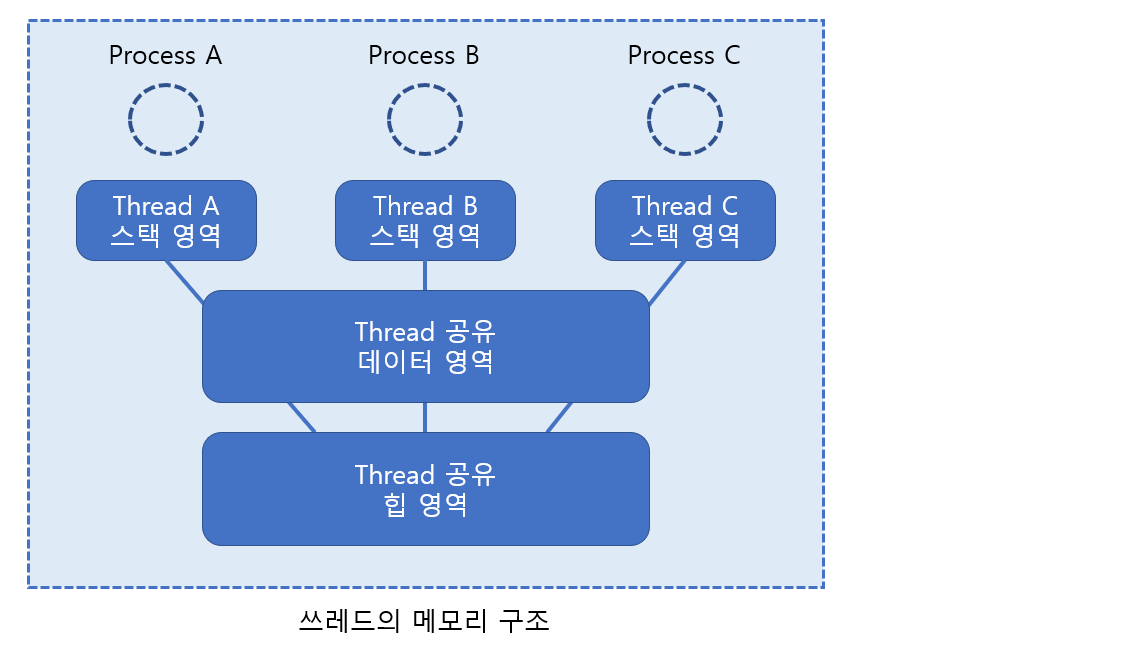 Process A
Process B
Process C
Thread A
스택 영역
Thread B
스택 영역
Thread C
스택 영역
Thread 공유
데이터 영역
Thread 공유
힙 영역
쓰레드의 메모리 구조